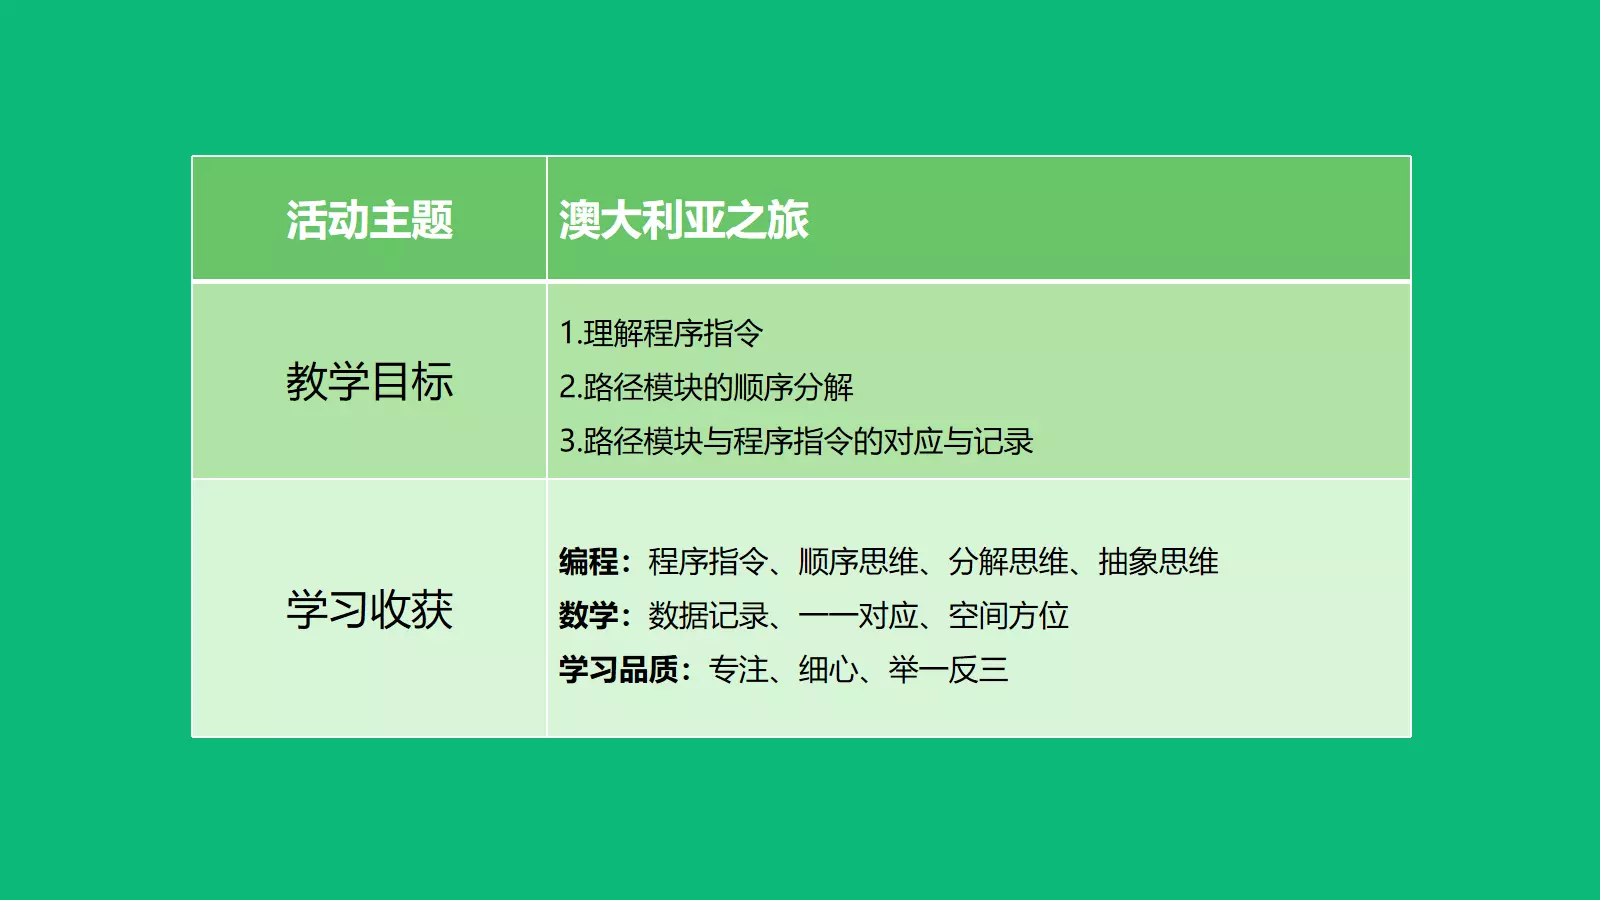 活动主题
澳大利亚之旅
教学目标
1.理解程序指令
2.路径模块的顺序分解
3.路径模块与程序指令的对应与记录
学习收获
编程：程序指令、顺序思维、分解思维、抽象思维
数学：数据记录、一一对应、空间方位
学习品质：专注、细心、举一反三